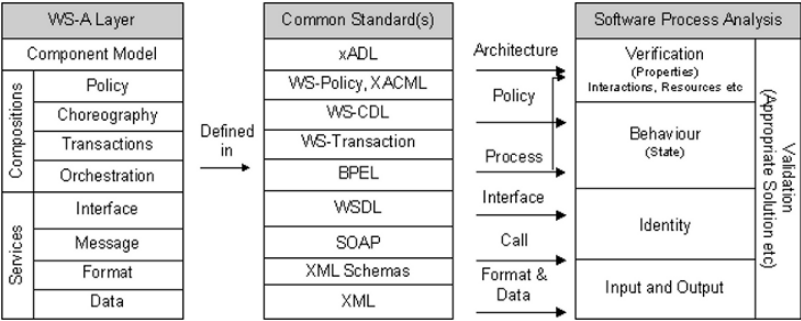 WS-A Layer
Component Model
Compositions
Policy
Choreography
Transactions
Orchestration
Services
Interface
Message
Format
Data
Defined
in
Common Standard(s)
xADL
WS-Policy, XACML
WS-CDL
WS-Transaction
BPEL
WSDL
SOAP
XML Schemas
XML
Architecture
Policy
Process
Interface
Call
Format &
Data
Software Process Analysis
Verification
(Properties)
Interactions, Resources etc
Behaviour
(State)
Identity
Input and Output
Validation
(Appropriate Solution etc)